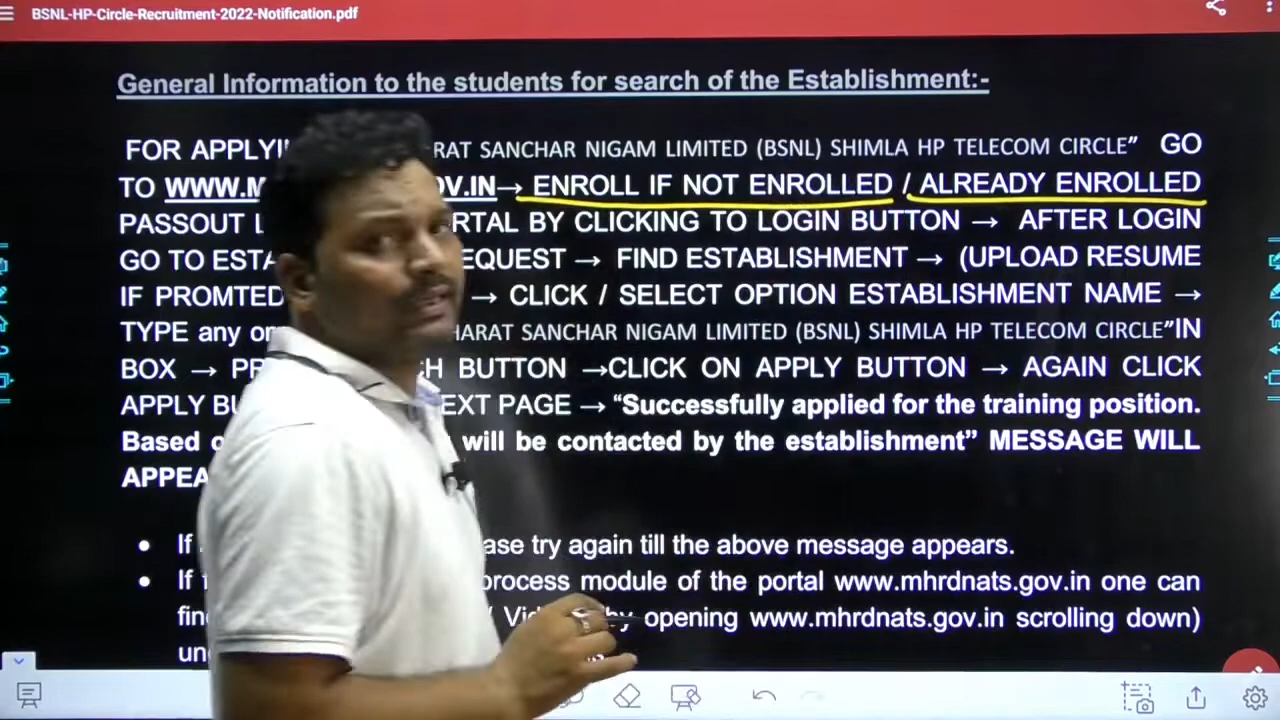 BSNL-HP-Circle-Recruitment-2022-Notification.pdf
General Information to the students for search of the Establishment:-
FOR APPLYI RAT SANCHAR NIGAM LIMITED (BSNL) SHIMLA HP TELECOM CIRCLE” GO
TO WWW.M OV.IN→ ENROLL IF NOT ENROLLED / ALREADY ENROLLED
PASSOUT L RTAL BY CLICKING TO LOGIN BUTTON → AFTER LOGIN
GO TO ESTA EQUEST → FIND ESTABLISHMENT → (UPLOAD RESUME
IF PROMTED → CLICK / SELECT OPTION ESTABLISHMENT NAME →
TYPE any HARAT SANCHAR NIGAM LIMITED (BSNL) SHIMLA HP TELECOM CIRCLE”IN
BOX → PR H BUTTON →CLICK ON APPLY BUTTON → AGAIN CLICK
APPLY BU EXT PAGE → “Successfully applied for the training position.
Based will be contacted by the establishment” MESSAGE WILL
APPEA
• If ase try again till the above message appears.
• If process module of the portal www.mhrdnats.gov.in one can
fin by opening www.mhrdnats.gov.in scrolling down)
un